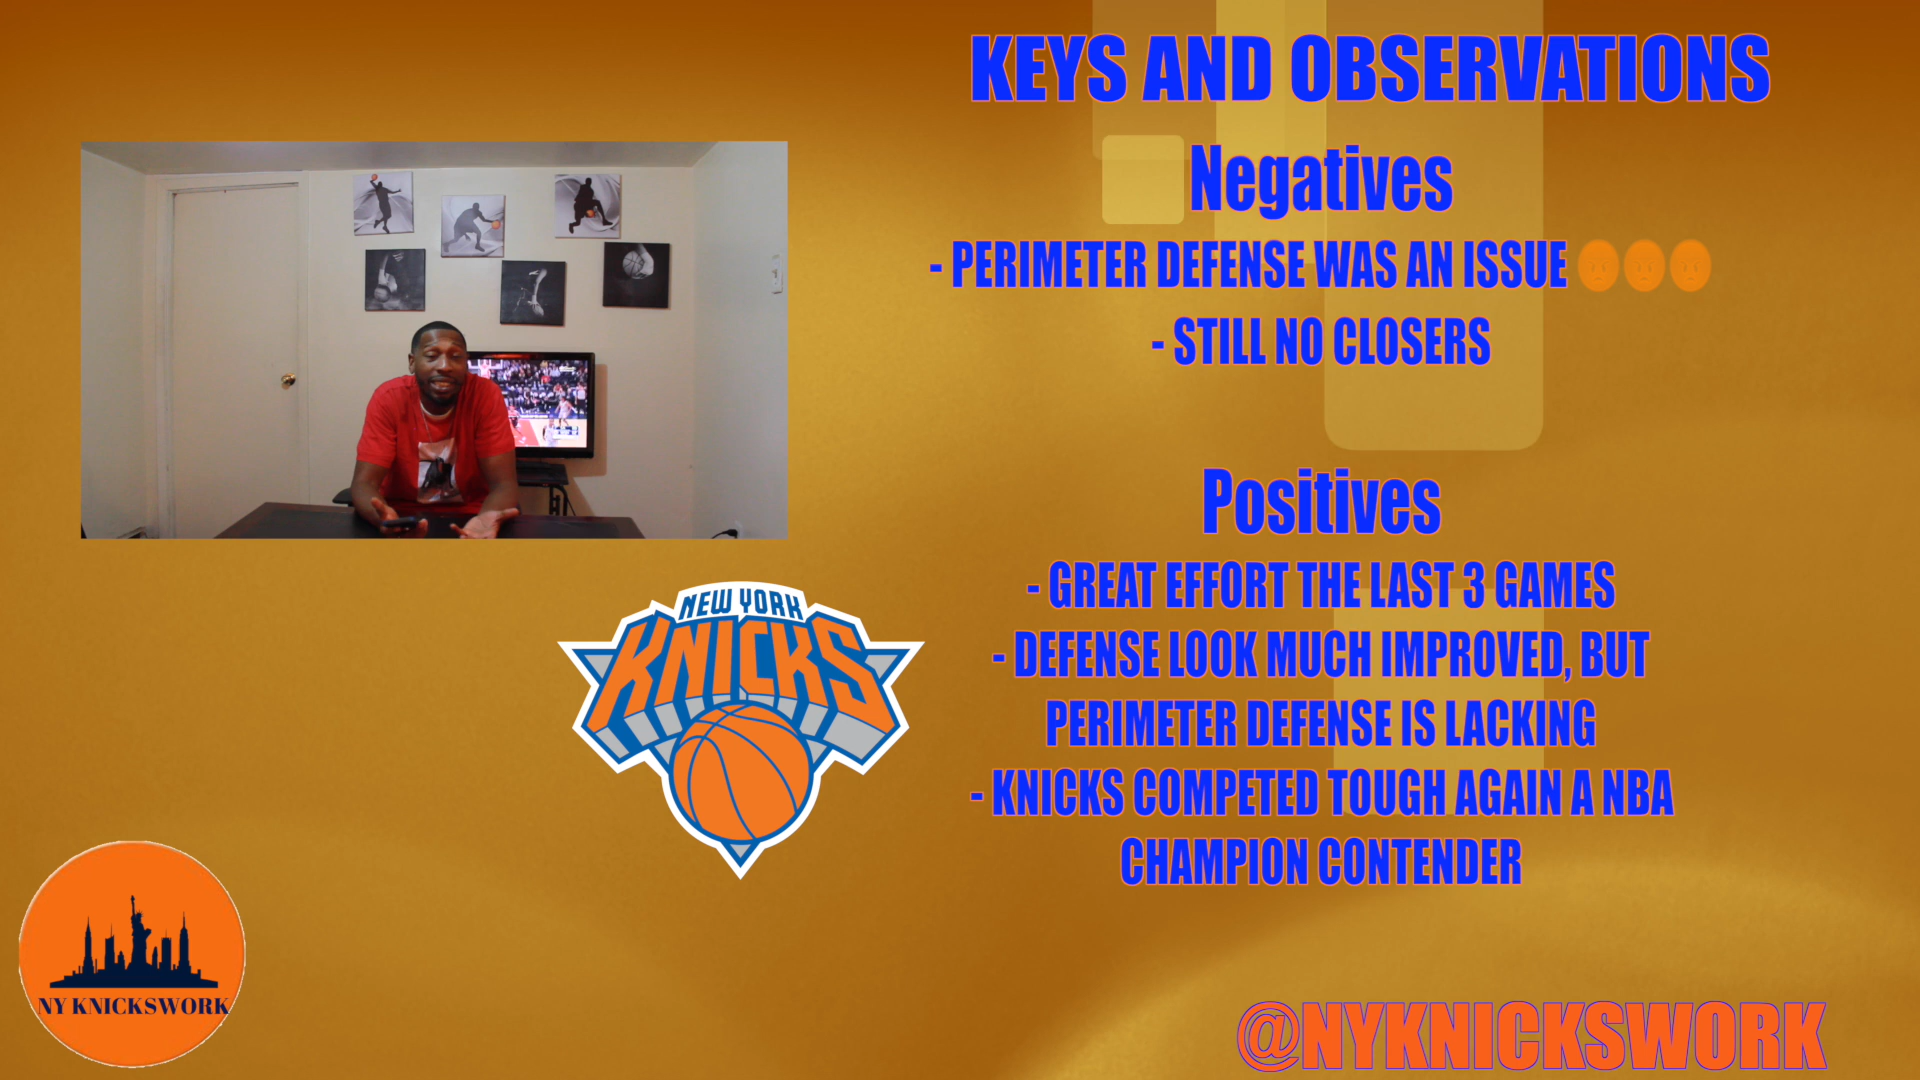 KEYS AND OBSERVATIONS
Negatives
- PERIMETER DEFENSE WAS AN ISSUE
- STILL NO CLOSERS
Positives
- GREAT EFFORT THE LAST 3 GAMES
- DEFENSE LOOK MUCH IMPROVED, BUT
PERIMETER DEFENSE IS LACKING
- KNICKS COMPETED TOUGH AGAIN A NBA
CHAMPION CONTENDER
NEW YORK
KNICKS
NY KNICKSWORK
@NYKNICKSWORK